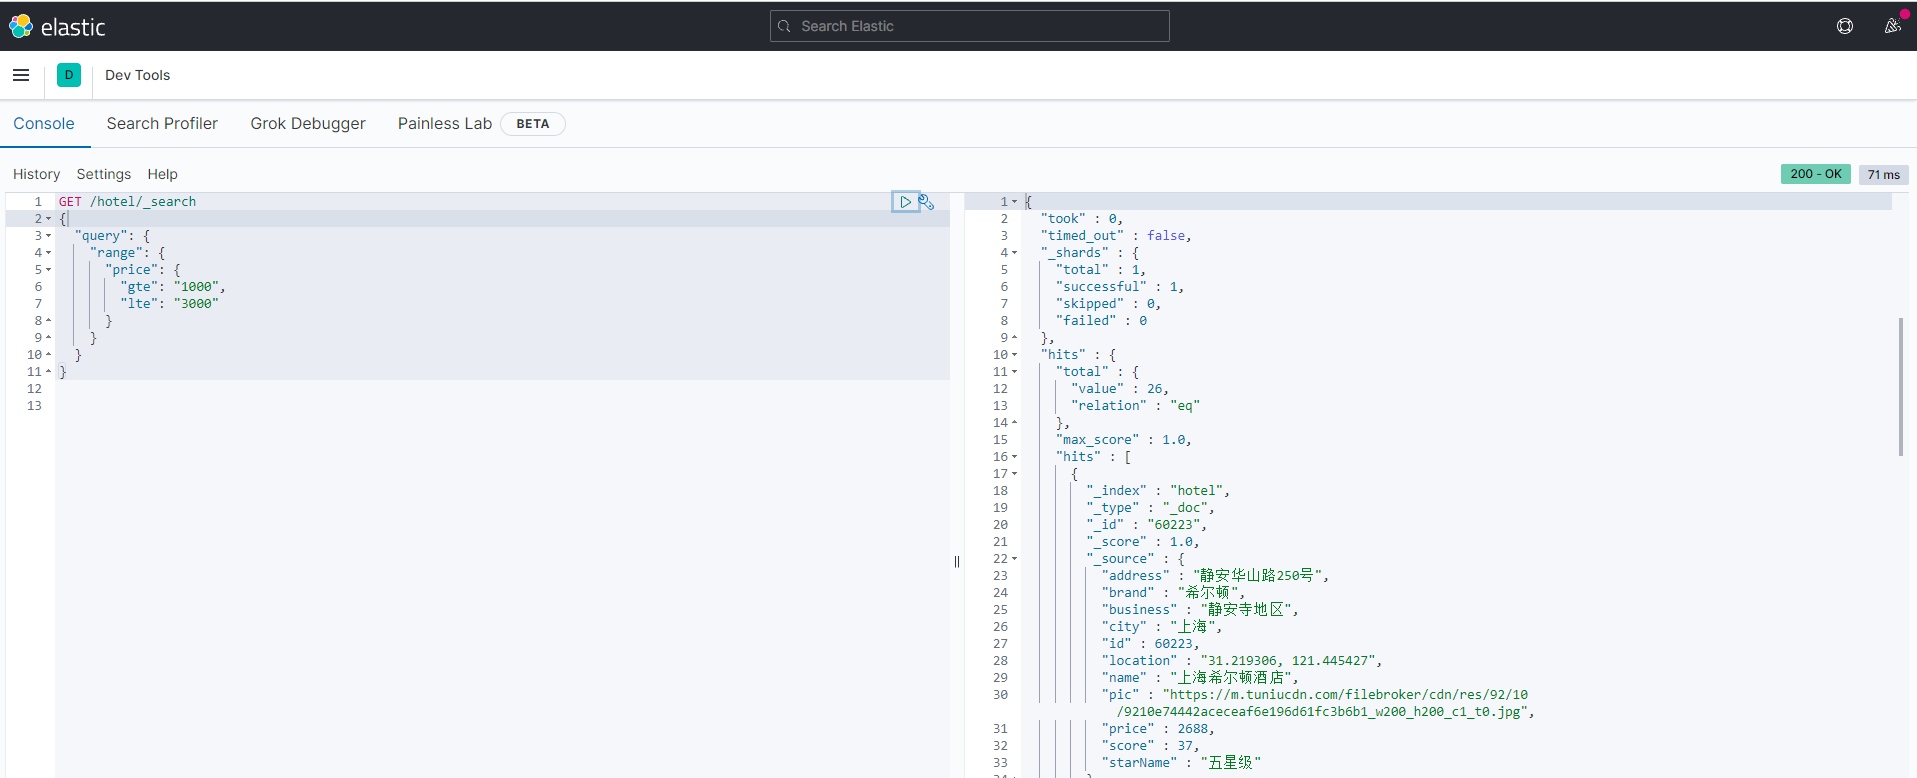 elastic
Search Elastic
D
Dev Tools
Console Search Profiler Grok Debugger Painless Lab BETA
History Settings Help
200 - OK 71 ms
1 GET /hotel/_search
2 {
3 "query": {
4 "range": {
5 "price": {
6 "gte": "1000",
7 "lte": "3000"
8 }
9 }
10 }
11 }
12
13
1 {
2 "took" : 0,
3 "timed_out" : false,
4 "_shards" : {
5 "total" : 1,
6 "successful" : 1,
7 "skipped" : 0,
8 "failed" : 0
9 },
10 "hits" : {
11 "total" : {
12 "value" : 26,
13 "relation" : "eq"
14 },
15 "max_score" : 1.0,
16 "hits" : [
17 {
18 "_index" : "hotel",
19 "_type" : "_doc",
20 "_id" : "60223",
21 "_score" : 1.0,
22 "_source" : {
23 "address" : "静安华山路250号",
24 "brand" : "希尔顿",
25 "business" : "静安寺地区",
26 "city" : "上海",
27 "id" : 60223,
28 "location" : "31.219306, 121.445427",
29 "name" : "上海希尔顿酒店",
30 "pic" : "https://m.tuniucdn.com/filebroker/cdn/res/92/10
/9210e74442aceceaf6e196d61fc3b6b1_w200_h200_c1_t0.jpg",
31 "price" : 2688,
32 "score" : 37,
33 "starName" : "五星级"